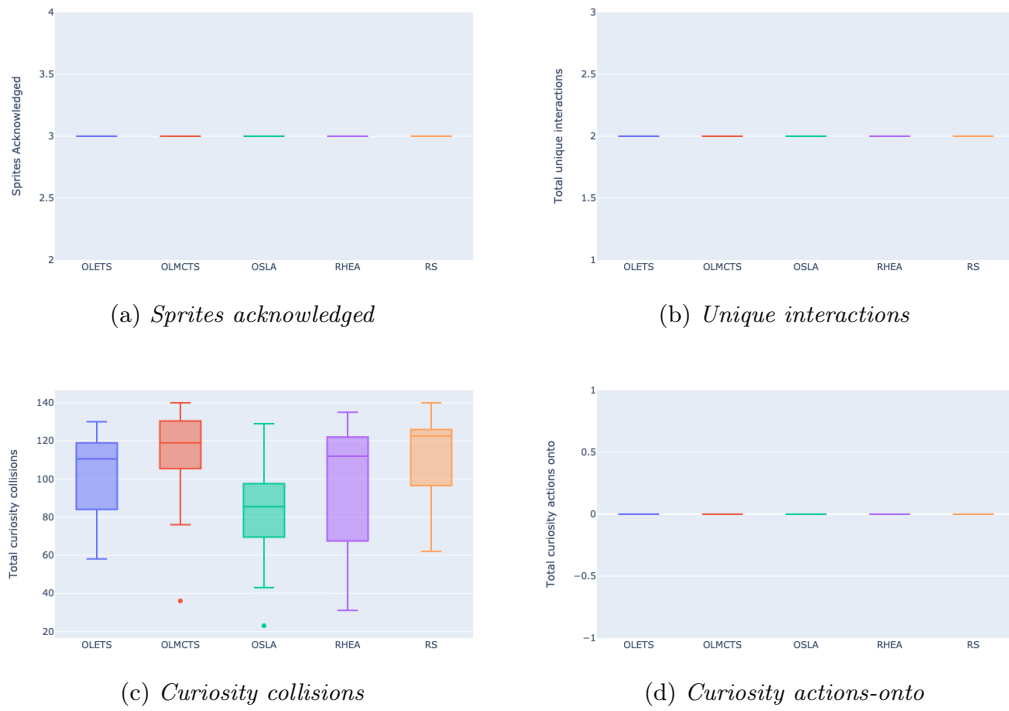 Sprites Acknowledged
4
3.5
3
2.5
2
OLETS OLMCTS OSLA RHEA RS
(a) Sprites acknowledged
Total unique interactions
3
2.5
2
1.5
1
OLETS OLMCTS OSLA RHEA RS
(b) Unique interactions
Total curiosity collisions
140
120
100
80
60
40
20
OLETS OLMCTS OSLA RHEA RS
(c) Curiosity collisions
Total curiosity actions onto
1
0.5
0
−0.5
−1
OLETS OLMCTS OSLA RHEA RS
(d) Curiosity actions-onto